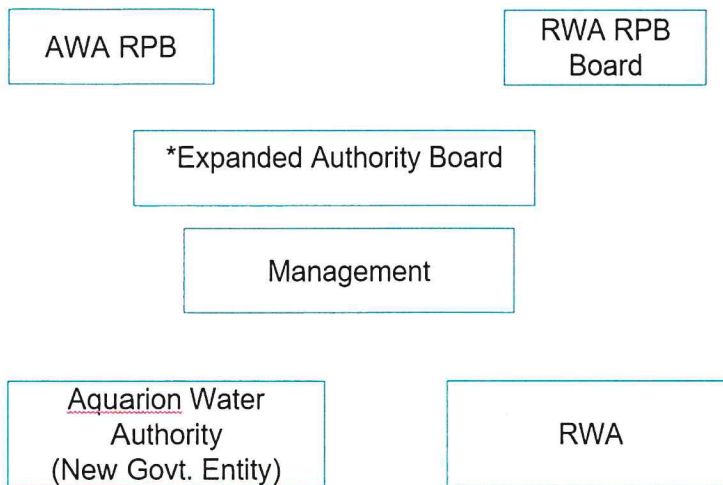 AWA RPB
RWA RPB
Board
*Expanded Authority Board
Management
Aquarion Water
Authority
(New Govt. Entity)
RWA